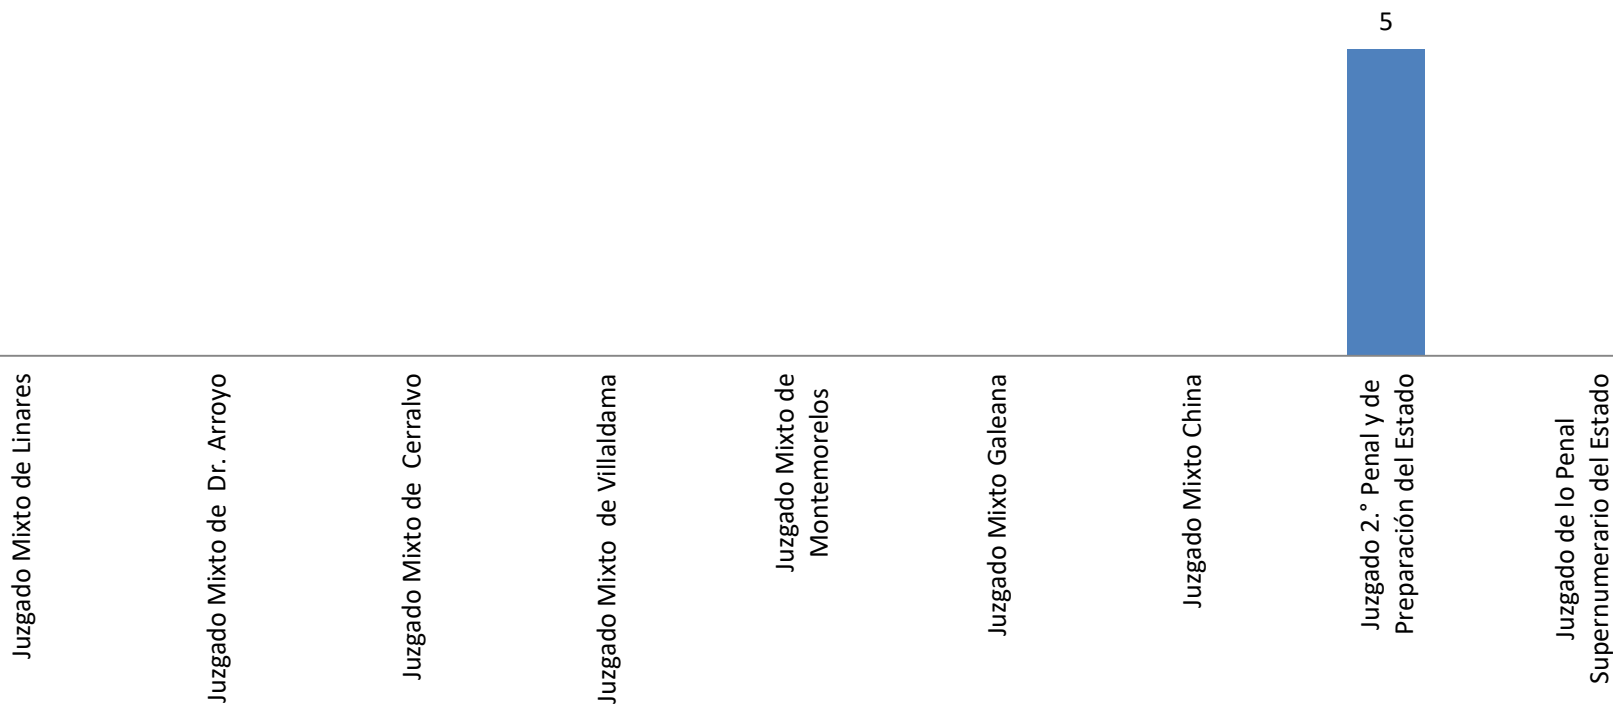 5
Juzgado Mixto de Linares
Juzgado Mixto de  Dr. Arroyo
Juzgado Mixto de  Cerralvo
Juzgado Mixto  de Villaldama
Juzgado Mixto de
Montemorelos
Juzgado Mixto Galeana
Juzgado Mixto China
Juzgado 2.° Penal y de
Preparación del Estado
Juzgado de lo Penal
Supernumerario del Estado